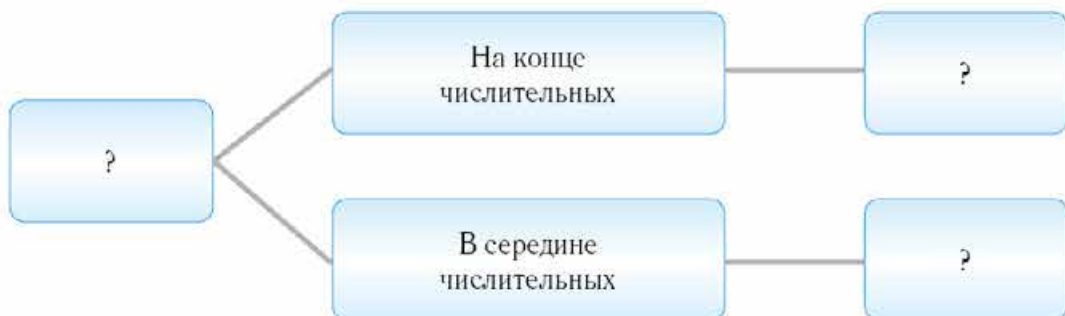 ?
На конце
числительных
?
В середине
числительных
?